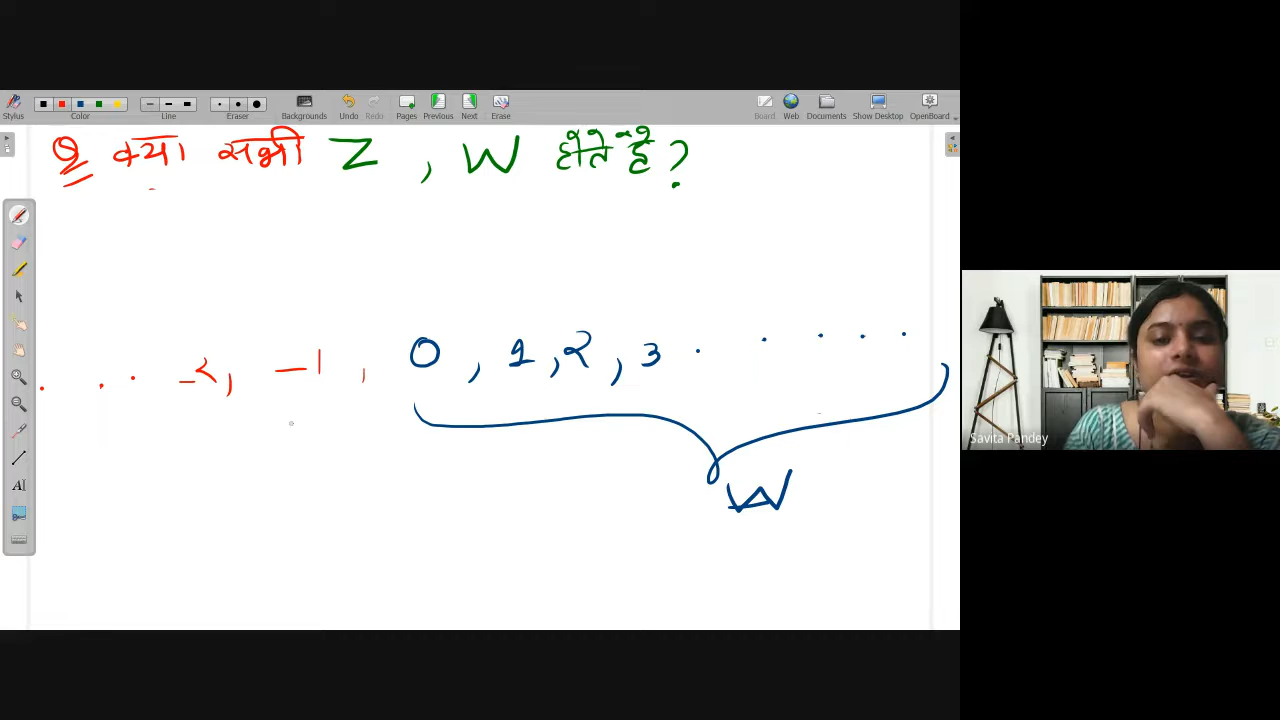 Stylus Color Line Eraser Backgrounds Undo Redo Pages Previous Next Erase Board Web Documents Show Desktop OpenBoard
Q क्या सभी Z , W होते है ?
. . . -2, -1, 0 , 1 , 2 , 3 . . . . .
W
Savita Pandey